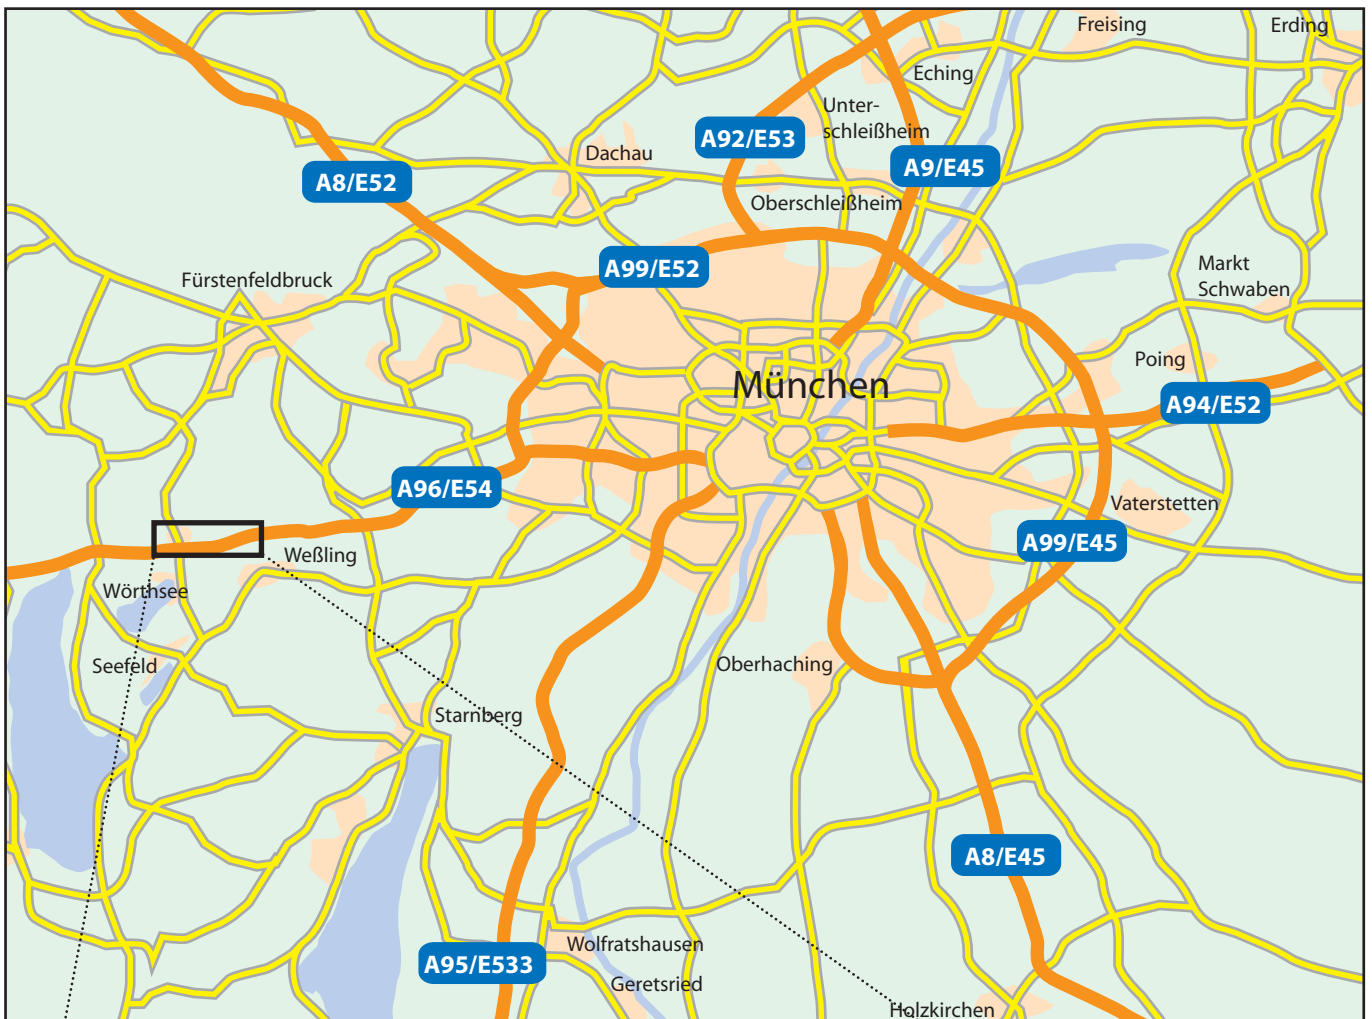 Freising
Erding
Eching
Unter-
schleißheim
A92/E53
Dachau
A9/E45
A8/E52
Oberschleißheim
A99/E52
Markt
Schwaben
Fürstenfeldbruck
Poing
München
A94/E52
A96/E54
Vaterstetten
A99/E45
Weßling
Wörthsee
Seefeld
Oberhaching
Starnberg
A8/E45
Wolfratshausen
A95/E533
Geretsried
Holzkirchen